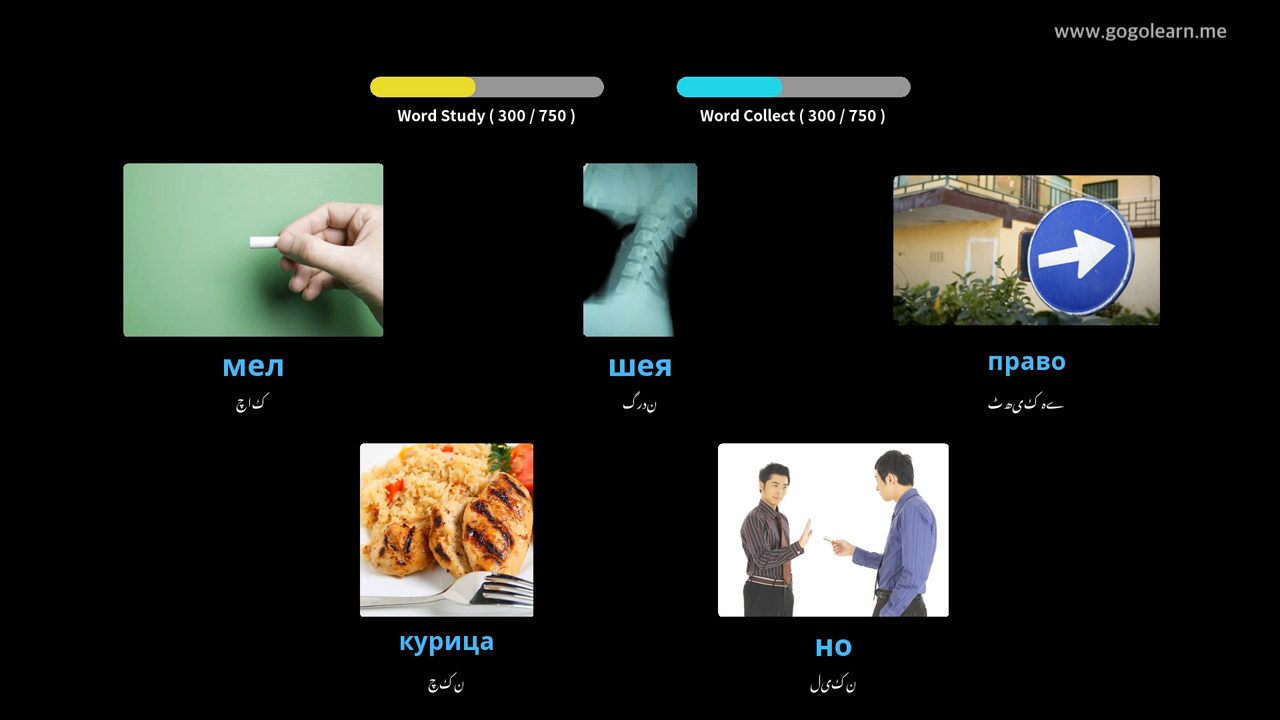 www.gogolearn.me
Word Study ( 300 / 750 )
Word Collect ( 300 / 750 )
мел
چاک
шея
گردن
право
ٹھیک ہے
курица
چکن
но
لیکن